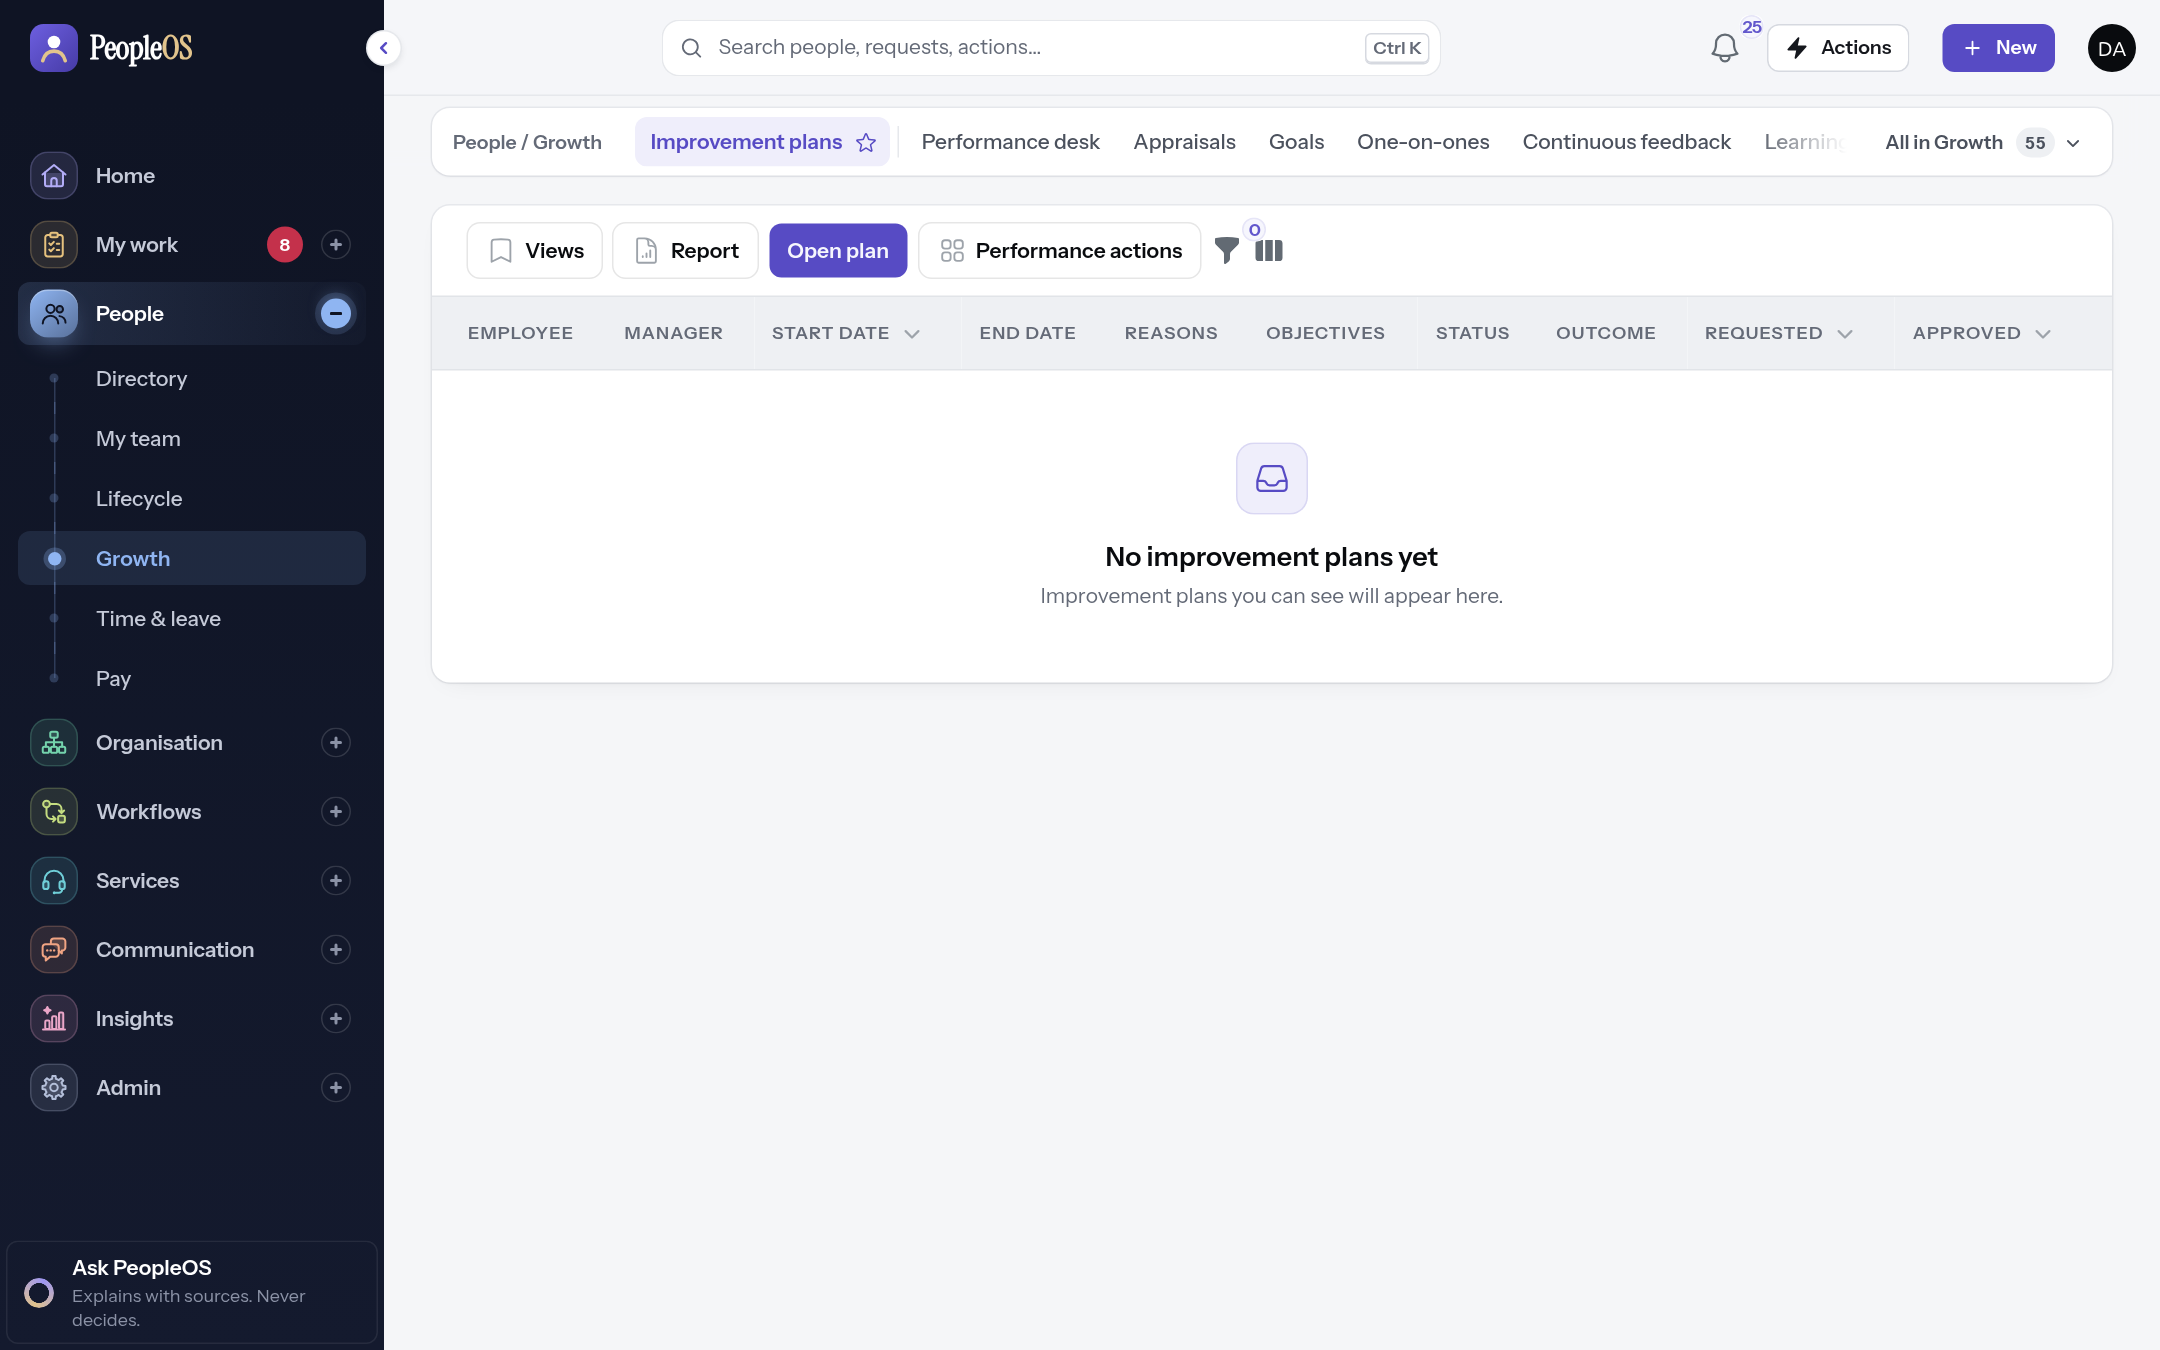 PeopleOS
Search people, requests, actions...
Ctrl K
25
Actions
New
DA
Home
My work
8
People
Directory
My team
Lifecycle
Growth
Time & leave
Pay
Organisation
Workflows
Services
Communication
Insights
Admin
Ask PeopleOS
Explains with sources. Never
decides.
People / Growth
Improvement plans
Performance desk
Appraisals
Goals
One-on-ones
Continuous feedback
Learning
All in Growth
55
Views
Report
Open plan
Performance actions
0
EMPLOYEE
MANAGER
START DATE
END DATE
REASONS
OBJECTIVES
STATUS
OUTCOME
REQUESTED
APPROVED
No improvement plans yet
Improvement plans you can see will appear here.